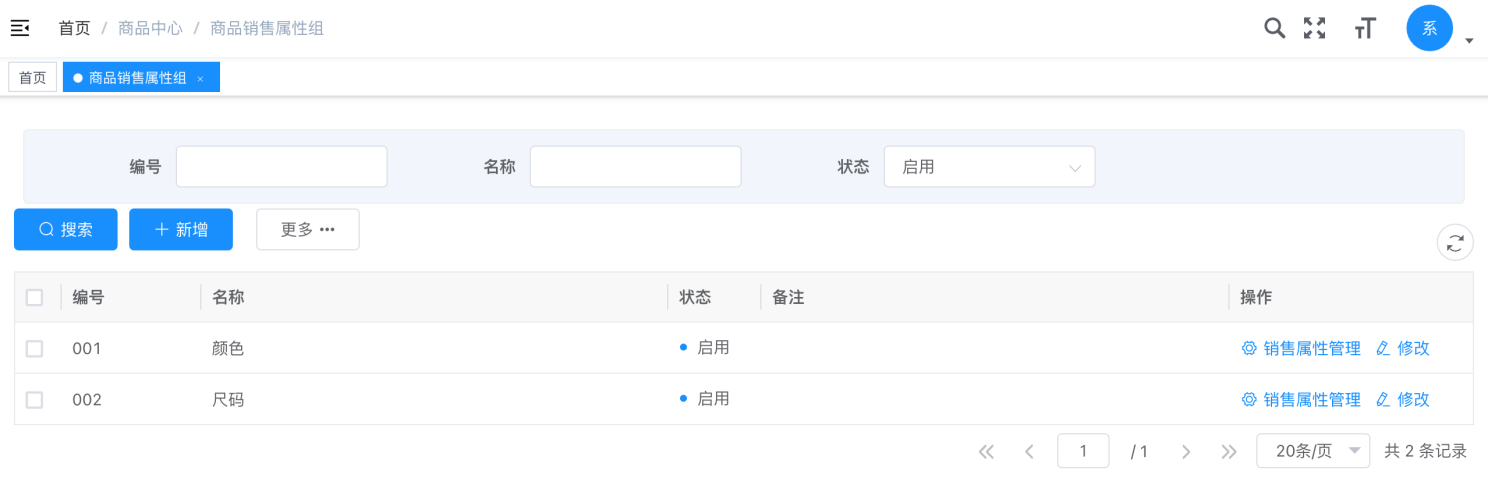 首页 / 商品中心 / 商品销售属性组
系
首页 商品销售属性组 ×
编号 名称 状态 启用
搜索 新增 更多 •••
编号 名称 状态 备注 操作
001 颜色 启用 销售属性管理 修改
002 尺码 启用 销售属性管理 修改
1 / 1 20条/页 共 2 条记录